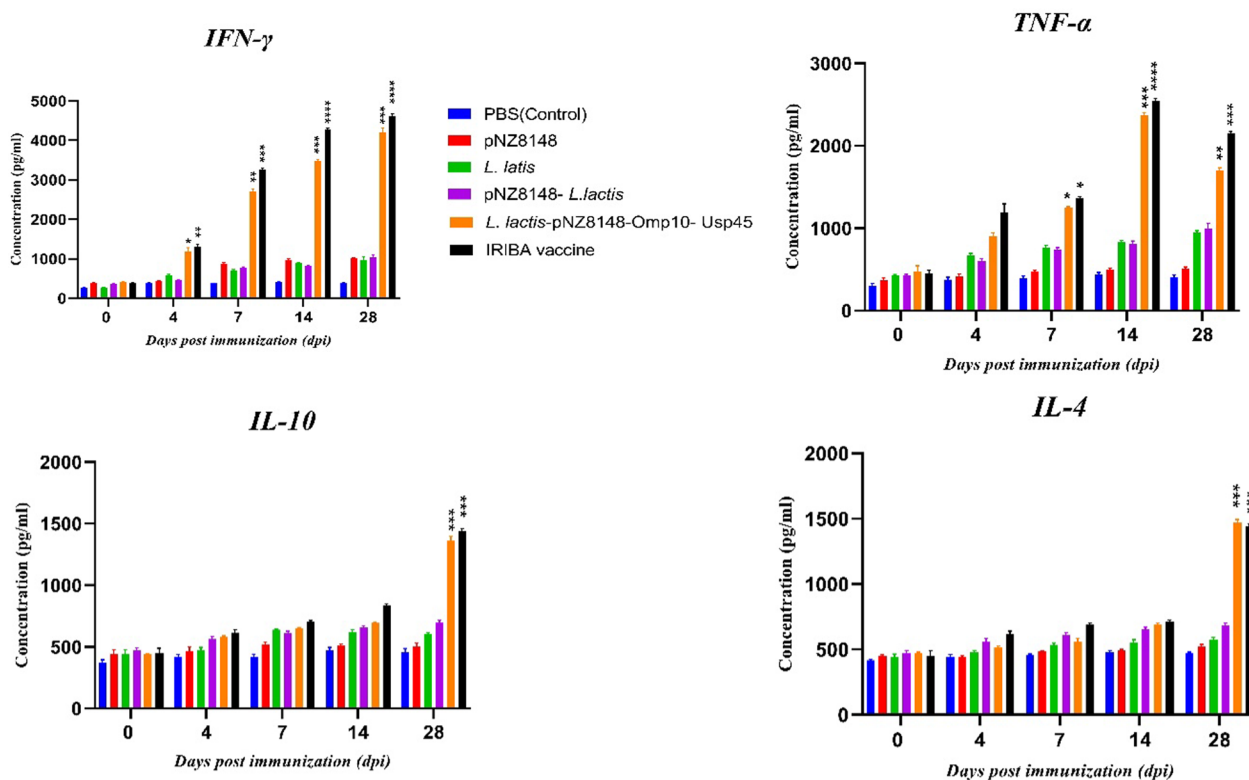 IFN-γ
Concentration (pg/ml)
5000
4000
3000
2000
1000
0
* ** ** *** *** **** *** ****
0 4 7 14 28
Days post immunization (dpi)
PBS(Control)
pNZ8148
L. latis
pNZ8148- L.lactis
L. lactis-pNZ8148-Omp10- Usp45
IRIBA vaccine
TNF-α
Concentration (pg/ml)
3000
2000
1000
0
* * *** **** ** ***
0 4 7 14 28
Days post immunization (dpi)
IL-10
Concentration (pg/ml)
2000
1500
1000
500
0
*** ***
0 4 7 14 28
Days post immunization (dpi)
IL-4
Concentration (pg/ml)
2000
1500
1000
500
0
***
0 4 7 14 28
Days post immunization (dpi)